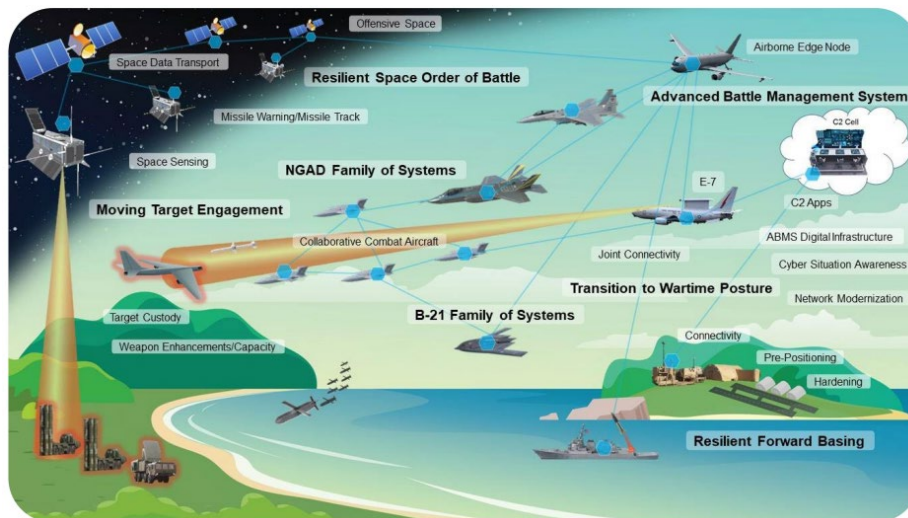 Offensive Space
Airborne Edge Node
Space Data Transport
Resilient Space Order of Battle
Advanced Battle Management System
Missile Warning/Missile Track
C2 Cell
Space Sensing
NGAD Family of Systems
E-7
C2 Apps
Moving Target Engagement
Collaborative Combat Aircraft
Joint Connectivity
ABMS Digital Infrastructure
Cyber Situation Awareness
Transition to Wartime Posture
Network Modernization
Target Custody
B-21 Family of Systems
Weapon Enhancements/Capacity
Connectivity
Pre-Positioning
Hardening
Resilient Forward Basing